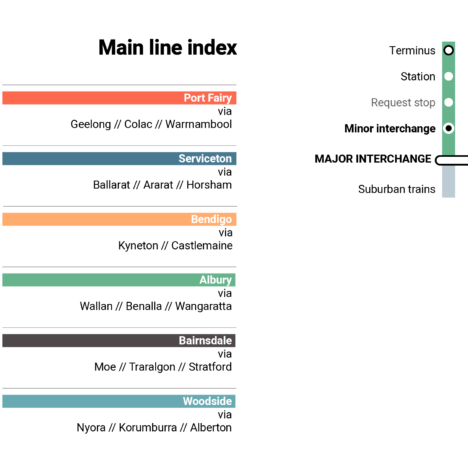 Main line index
Port Fairy
via
Geelong // Colac // Warrnambool
Serviceton
via
Ballarat // Ararat // Horsham
Bendigo
via
Kyneton // Castlemaine
Albury
via
Wallan // Benalla // Wangaratta
Bairnsdale
via
Moe // Traralgon // Stratford
Woodside
via
Nyora // Korumburra // Alberton
Terminus
Station
Request stop
Minor interchange
MAJOR INTERCHANGE
Suburban trains